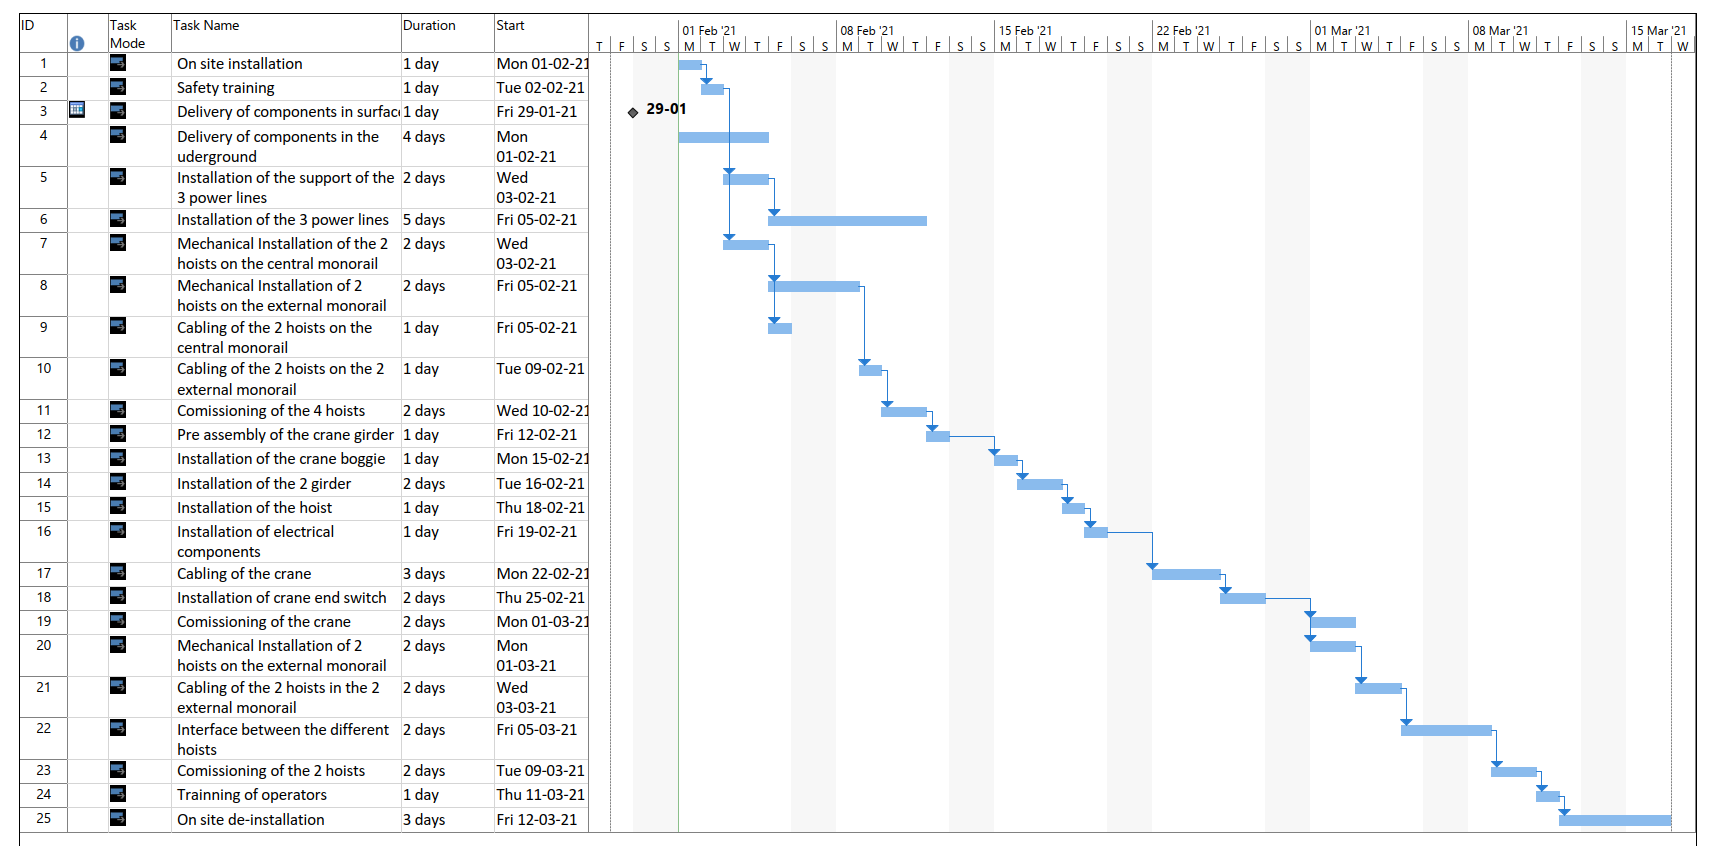 ID Task Mode Task Name Duration Start
01 Feb '21 08 Feb '21 15 Feb '21 22 Feb '21 01 Mar '21 08 Mar '21 15 Mar '21
T F S S M T W T F S S M T W T F S S M T W T F S S M T W T F S S M T W T F S S M T W T F S S M T W
1 On site installation 1 day Mon 01-02-21
2 Safety training 1 day Tue 02-02-21
3 Delivery of components in surfac 1 day Fri 29-01-21 29-01
4 Delivery of components in the 4 days Mon
uderground 01-02-21
5 Installation of the support of the 2 days Wed
3 power lines 03-02-21
6 Installation of the 3 power lines 5 days Fri 05-02-21
7 Mechanical Installation of the 2 2 days Wed
hoists on the central monorail 03-02-21
8 Mechanical Installation of 2 2 days Fri 05-02-21
hoists on the external monorail
9 Cabling of the 2 hoists on the 1 day Fri 05-02-21
central monorail
10 Cabling of the 2 hoists on the 2 1 day Tue 09-02-21
external monorail
11 Comissioning of the 4 hoists 2 days Wed 10-02-21
12 Pre assembly of the crane girder 1 day Fri 12-02-21
13 Installation of the crane boggie 1 day Mon 15-02-21
14 Installation of the 2 girder 2 days Tue 16-02-21
15 Installation of the hoist 1 day Thu 18-02-21
16 Installation of electrical 1 day Fri 19-02-21
components
17 Cabling of the crane 3 days Mon 22-02-21
18 Installation of crane end switch 2 days Thu 25-02-21
19 Comissioning of the crane 2 days Mon 01-03-21
20 Mechanical Installation of 2 2 days Mon
hoists on the external monorail 01-03-21
21 Cabling of the 2 hoists in the 2 2 days Wed
external monorail 03-03-21
22 Interface between the different 2 days Fri 05-03-21
hoists
23 Comissioning of the 2 hoists 2 days Tue 09-03-21
24 Trainning of operators 1 day Thu 11-03-21
25 On site de-installation 3 days Fri 12-03-21